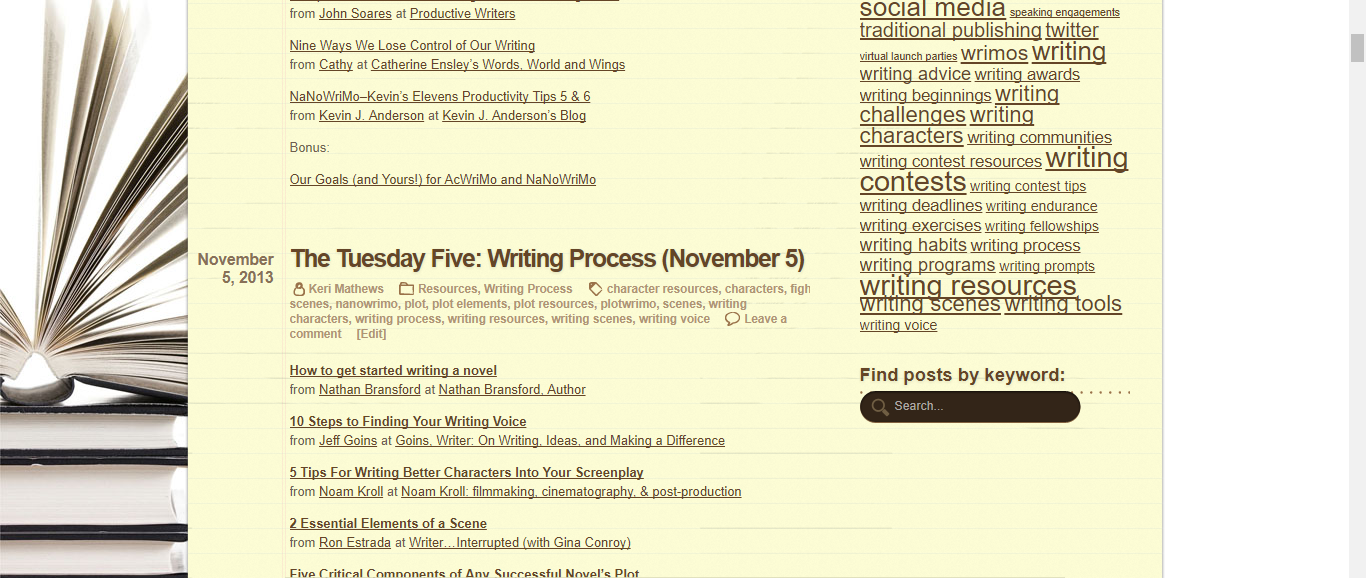 from John Soares at Productive Writers
Nine Ways We Lose Control of Our Writing
from Cathy at Catherine Ensley's Words, World and Wings
NaNoWriMo–Kevin's Elevens Productivity Tips 5 & 6
from Kevin J. Anderson at Kevin J. Anderson's Blog
Bonus:
Our Goals (and Yours!) for AcWriMo and NaNoWriMo
November
5, 2013
The Tuesday Five: Writing Process (November 5)
Keri Mathews Resources, Writing Process character resources, characters, figh
scenes, nanowrimo, plot, plot elements, plot resources, plotwrimo, scenes, writing
characters, writing process, writing resources, writing scenes, writing voice Leave a
comment [Edit]
How to get started writing a novel
from Nathan Bransford at Nathan Bransford, Author
10 Steps to Finding Your Writing Voice
from Jeff Goins at Goins, Writer: On Writing, Ideas, and Making a Difference
5 Tips For Writing Better Characters Into Your Screenplay
from Noam Kroll at Noam Kroll: filmmaking, cinematography, & post-production
2 Essential Elements of a Scene
from Ron Estrada at Writer…Interrupted (with Gina Conroy)
Five Critical Components of Any Successful Novel's Plot
social media speaking engagements
traditional publishing twitter
virtual launch parties wrimos writing
writing advice writing awards
writing beginnings writing
challenges writing
characters writing communities
writing contest resources writing
contests writing contest tips
writing deadlines writing endurance
writing exercises writing fellowships
writing habits writing process
writing programs writing prompts
writing resources
writing scenes writing tools
writing voice
Find posts by keyword:
Search...